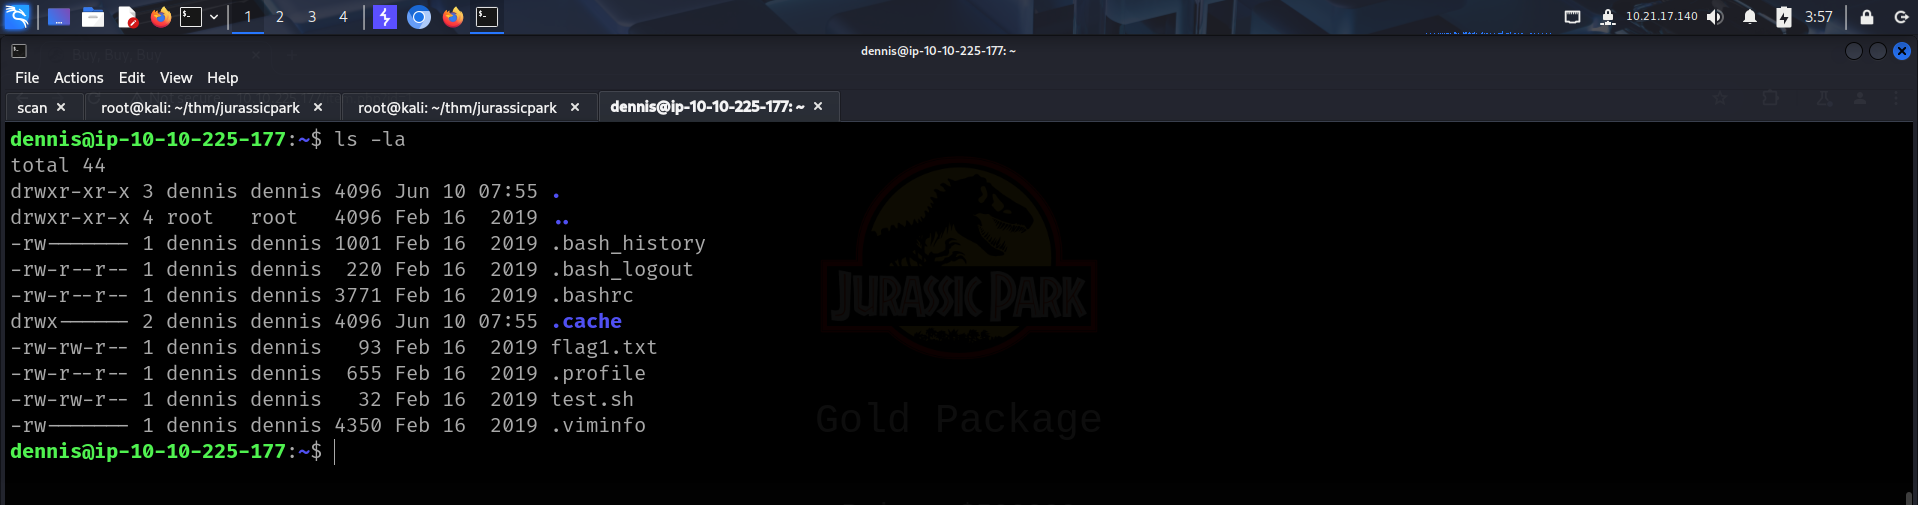 1 2 3 4 10.21.17.140 3:57
dennis@ip-10-10-225-177: ~
Buy, Buy, Buy
File Actions Edit View Help
scan × root@kali: ~/thm/jurassicpark × root@kali: ~/thm/jurassicpark × dennis@ip-10-10-225-177: ~ ×
dennis@ip-10-10-225-177:~$ ls -la
total 44
drwxr-xr-x 3 dennis dennis 4096 Jun 10 07:55 .
drwxr-xr-x 4 root   root   4096 Feb 16  2019 ..
-rw------- 1 dennis dennis 1001 Feb 16  2019 .bash_history
-rw-r--r-- 1 dennis dennis  220 Feb 16  2019 .bash_logout
-rw-r--r-- 1 dennis dennis 3771 Feb 16  2019 .bashrc
drwx------ 2 dennis dennis 4096 Jun 10 07:55 .cache
-rw-rw-r-- 1 dennis dennis   93 Feb 16  2019 flag1.txt
-rw-r--r-- 1 dennis dennis  655 Feb 16  2019 .profile
-rw-rw-r-- 1 dennis dennis   32 Feb 16  2019 test.sh
-rw------- 1 dennis dennis 4350 Feb 16  2019 .viminfo
dennis@ip-10-10-225-177:~$
JURASSIC PARK
Gold Package